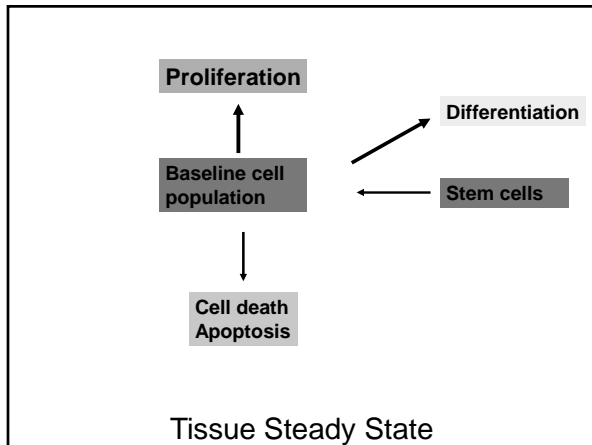 Proliferation
Differentiation
Baseline cell
population
Stem cells
Cell death
Apoptosis
Tissue Steady State